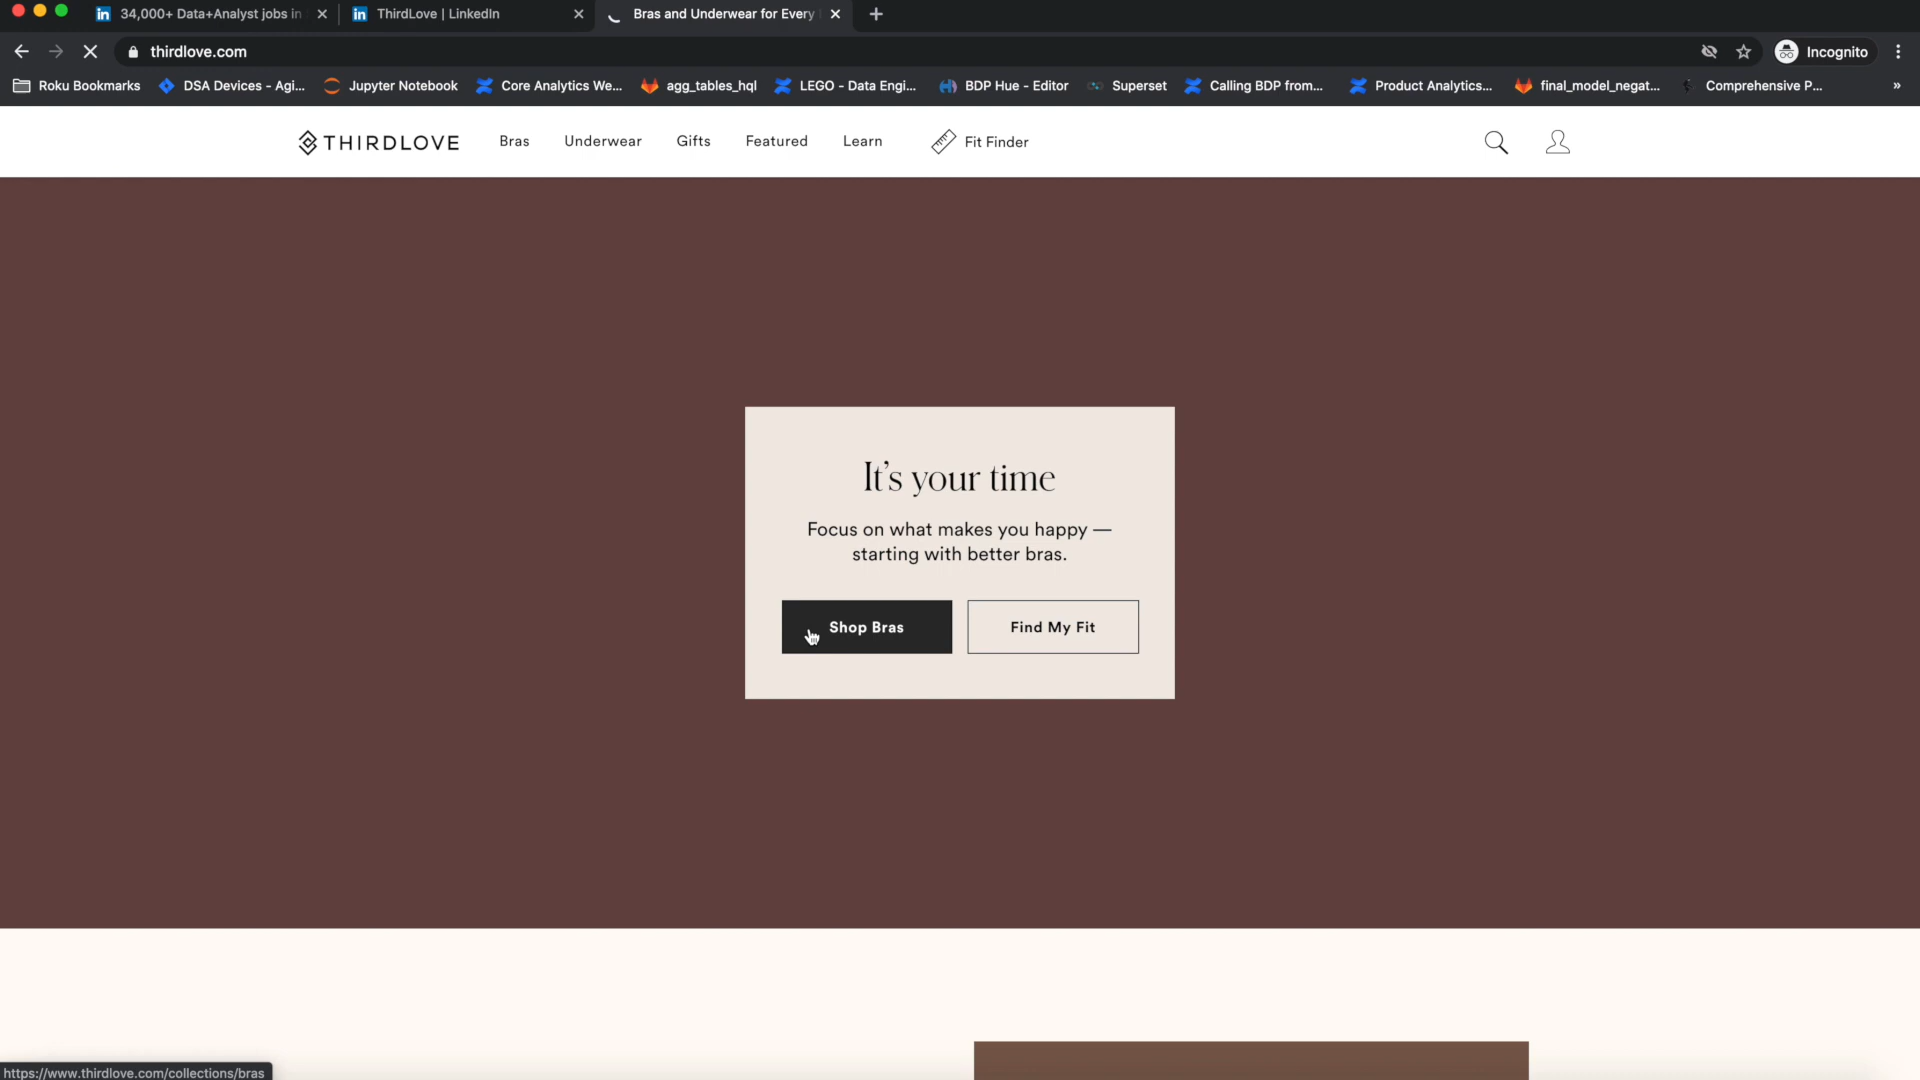 34,000+ Data+Analyst jobs in
ThirdLove | LinkedIn
Bras and Underwear for Every
thirdlove.com
Incognito
Roku Bookmarks
DSA Devices - Agi...
Jupyter Notebook
Core Analytics We...
agg_tables_hql
LEGO - Data Engi...
BDP Hue - Editor
Superset
Calling BDP from...
Product Analytics...
final_model_negat...
Comprehensive P...
»
THIRDLOVE
Bras
Underwear
Gifts
Featured
Learn
Fit Finder
It's your time
Focus on what makes you happy —
starting with better bras.
Shop Bras
Find My Fit
https://www.thirdlove.com/collections/bras